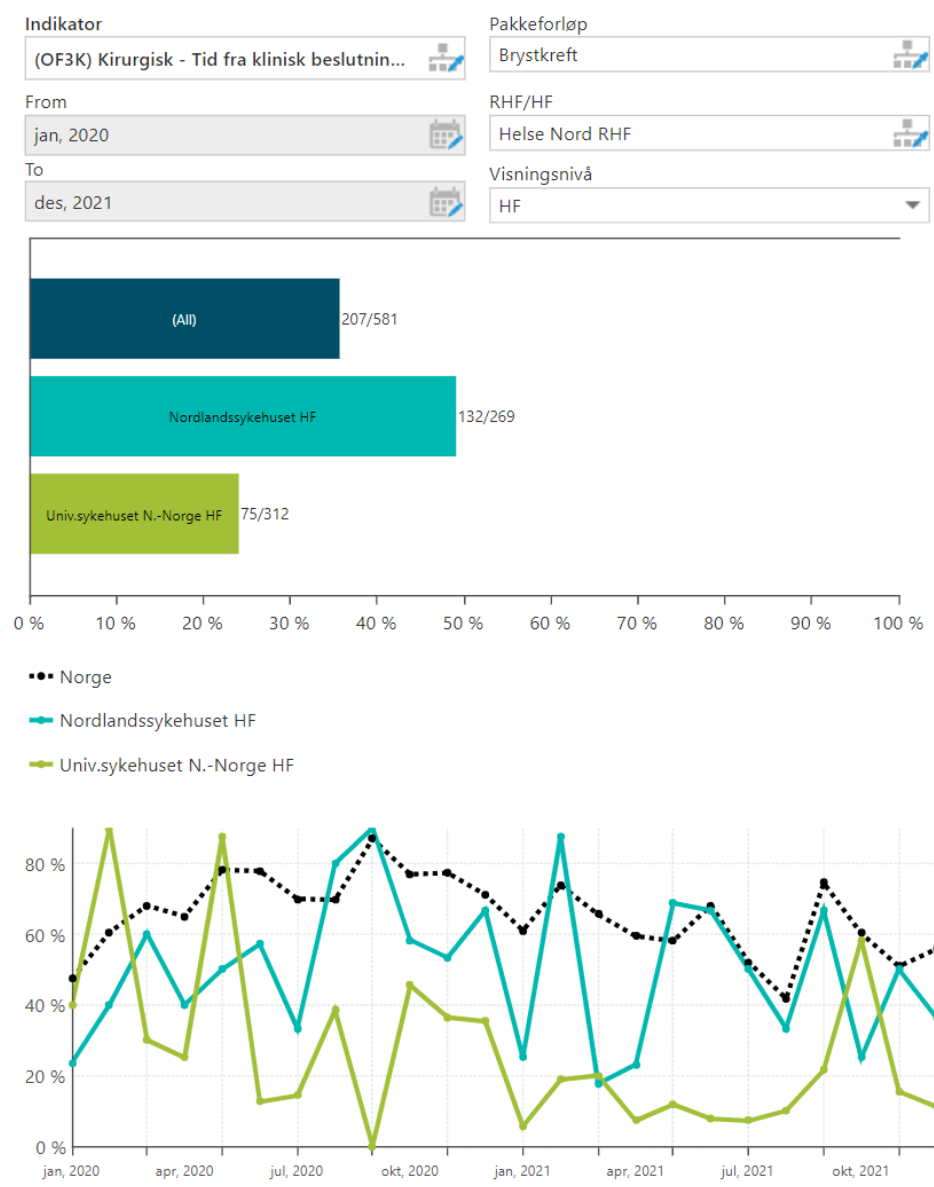 Indikator
(OF3K) Kirurgisk - Tid fra klinisk beslutnin...
Pakkeforløp
Brystkreft
From
jan, 2020
RHF/HF
Helse Nord RHF
To
des, 2021
Visningsnivå
HF
(All)
207/581
Nordlandssykehuset HF
132/269
Univ.sykehuset N.-Norge HF
75/312
0 % 10 % 20 % 30 % 40 % 50 % 60 % 70 % 80 % 90 % 100 %
Norge
Nordlandssykehuset HF
Univ.sykehuset N.-Norge HF
80 %
60 %
40 %
20 %
0 %
jan, 2020 apr, 2020 jul, 2020 okt, 2020 jan, 2021 apr, 2021 jul, 2021 okt, 2021